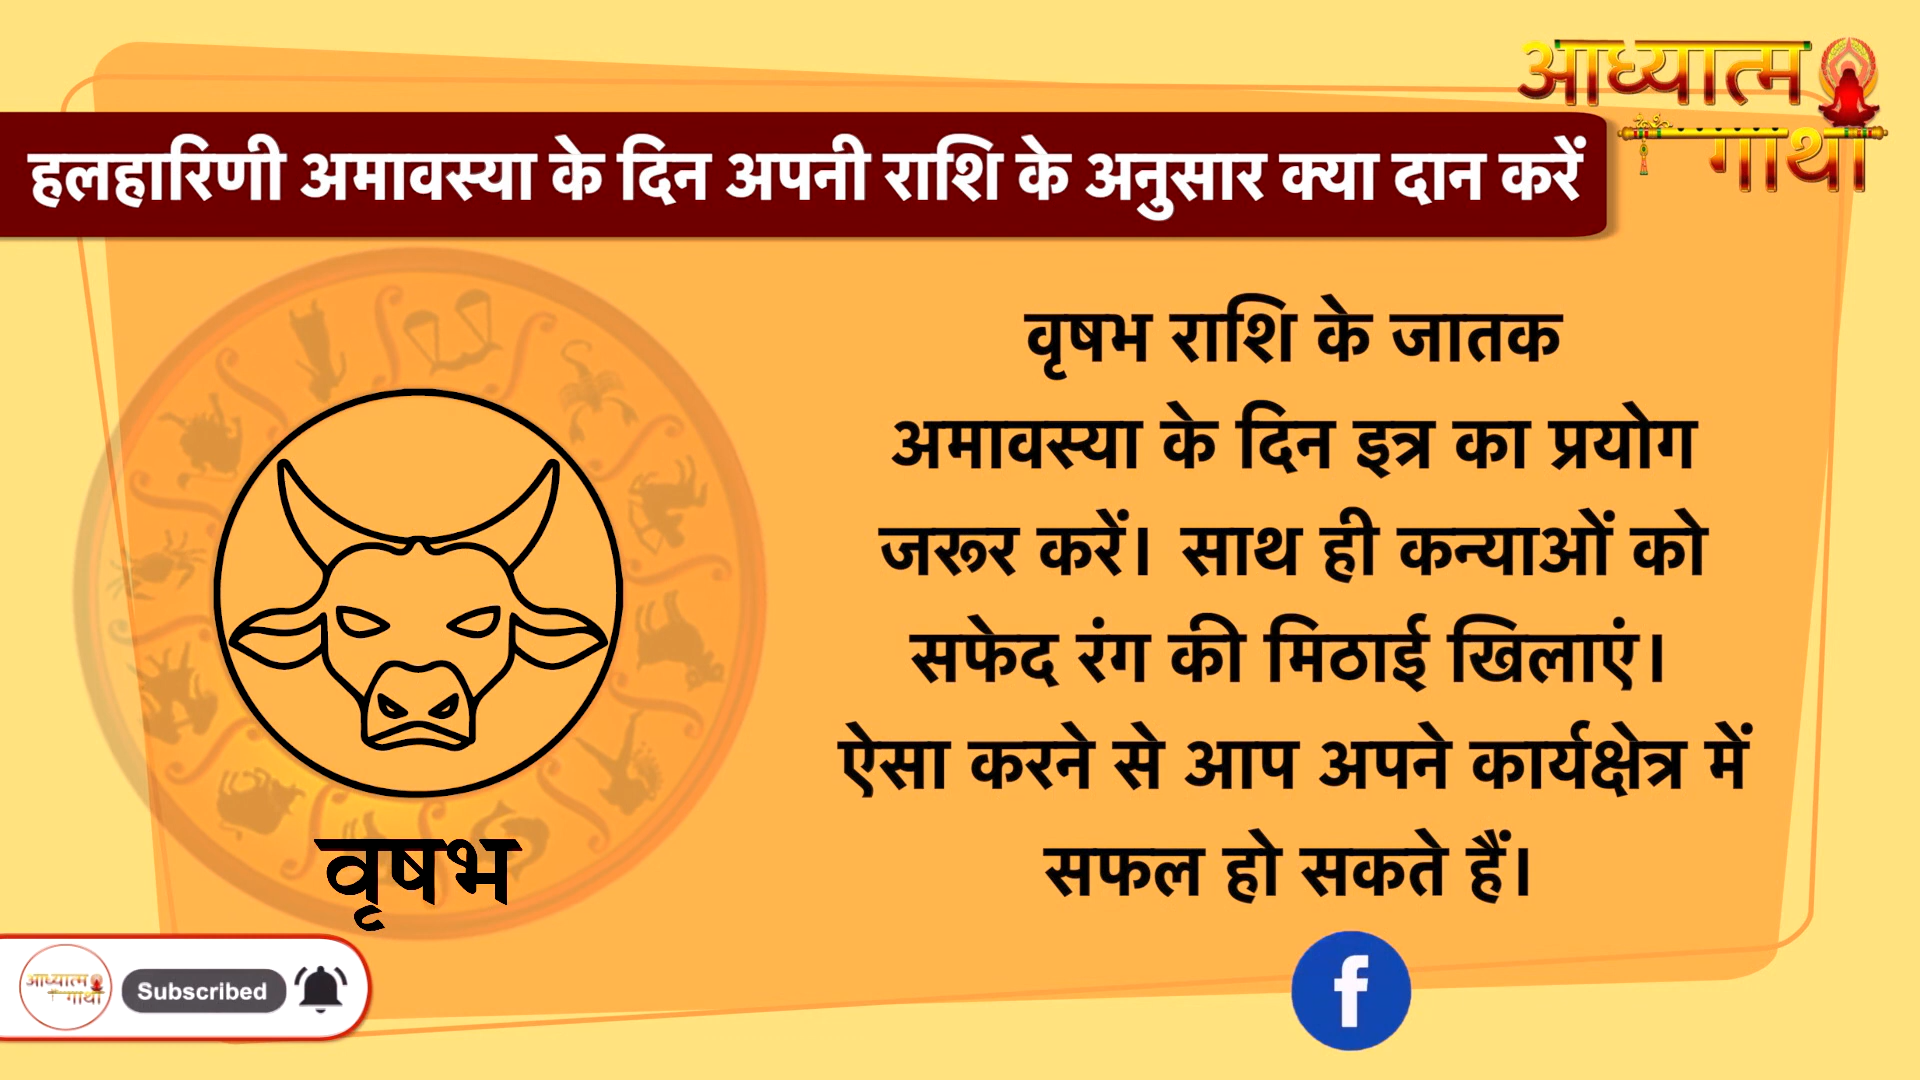 आध्यात्म
गाथा
हलहारिणी अमावस्या के दिन अपनी राशि के अनुसार क्या दान करें
वृषभ राशि के जातक
अमावस्या के दिन इत्र का प्रयोग
जरूर करें। साथ ही कन्याओं को
सफेद रंग की मिठाई खिलाएं।
ऐसा करने से आप अपने कार्यक्षेत्र में
सफल हो सकते हैं।
वृषभ
आध्यात्म
गाथा
Subscribed
f